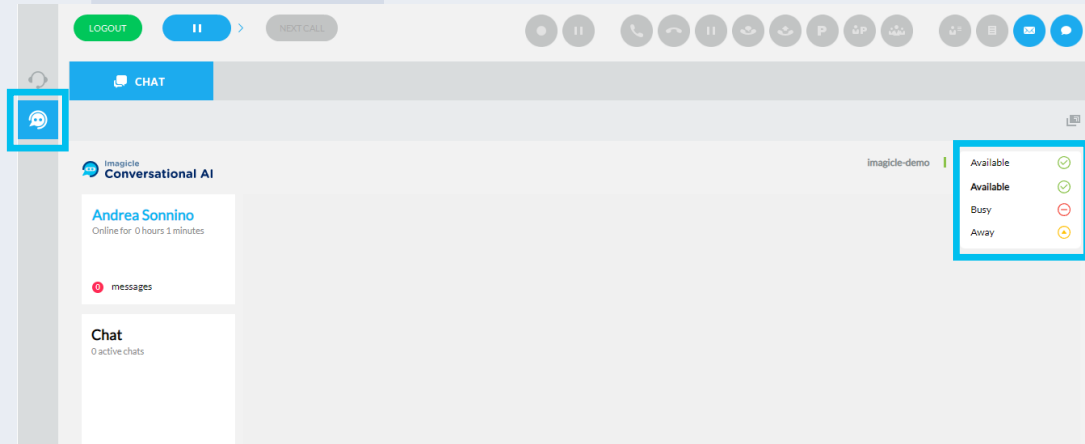 LOGOUT
NEXT CALL
P
P
CHAT
Imagicle
Conversational AI
imagicle-demo
Available
Available
Busy
Away
Andrea Sonnino
Online for 0 hours 1 minutes
0 messages
Chat
0 active chats